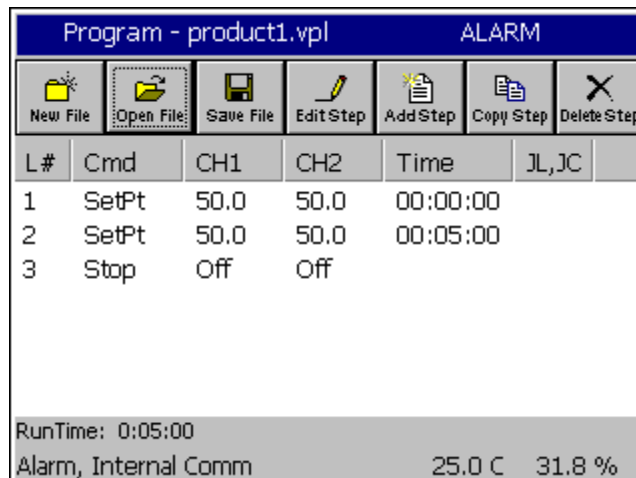 Program - product1.vpl ALARM
New File Open File Save File Edit Step Add Step Copy Step Delete Step
L# Cmd CH1 CH2 Time JL,JC
1 SetPt 50.0 50.0 00:00:00
2 SetPt 50.0 50.0 00:05:00
3 Stop Off Off
RunTime: 0:05:00
Alarm, Internal Comm 25.0 C 31.8 %